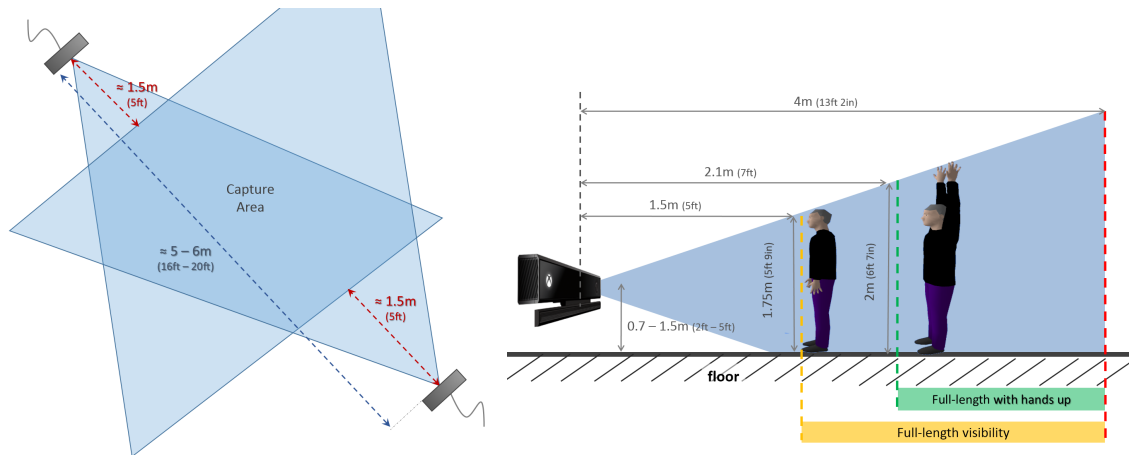 ≈ 1.5m
(5ft)
Capture
Area
≈ 5 – 6m
(16ft – 20ft)
≈ 1.5m
(5ft)
4m (13ft 2in)
2.1m (7ft)
1.5m (5ft)
1.75m (5ft 9in)
2m (6ft 7in)
0.7 – 1.5m (2ft – 5ft)
floor
Full-length with hands up
Full-length visibility